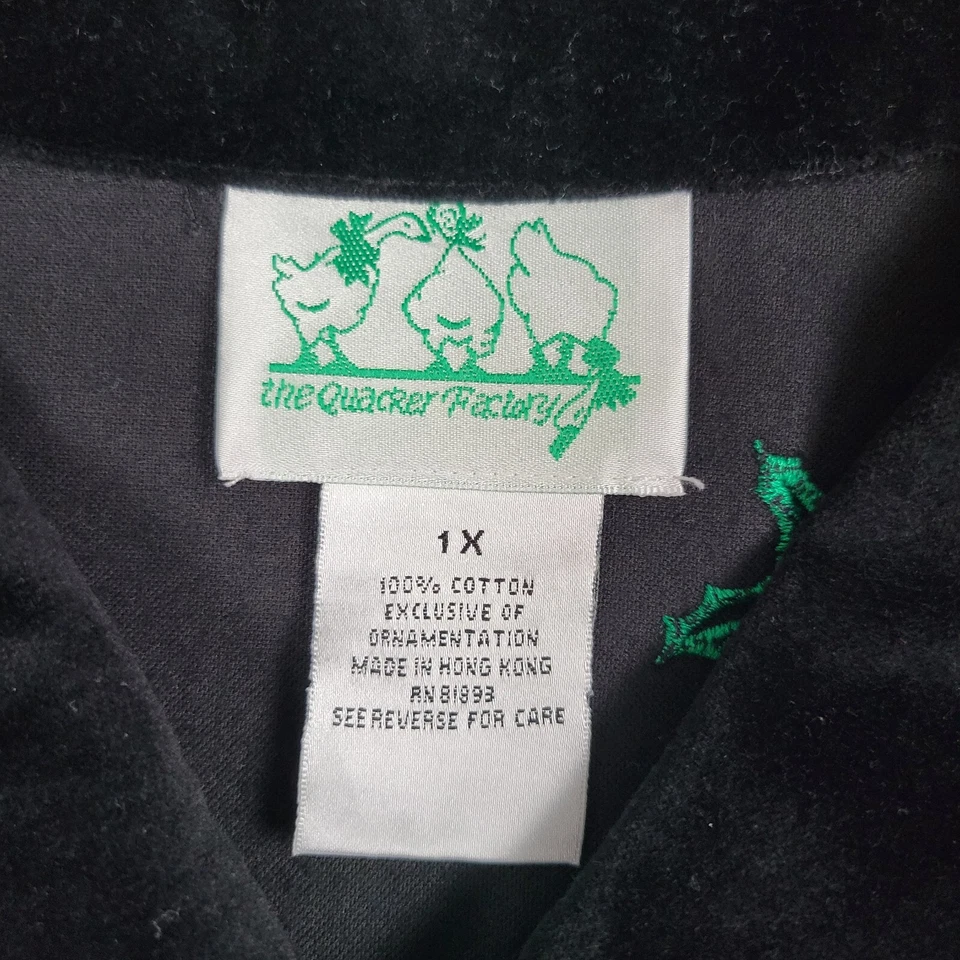 the Quacker Factory
1X
100% COTTON
EXCLUSIVE OF
ORNAMENTATION
MADE IN HONG KONG
RN 81893
SEE REVERSE FOR CARE